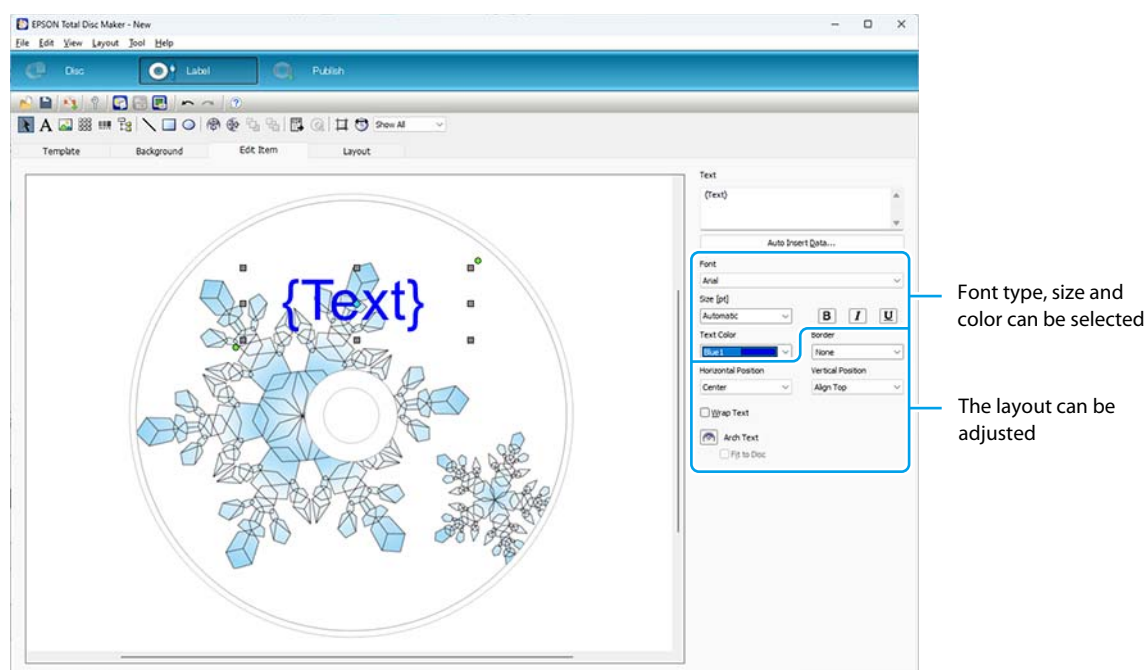 EPSON Total Disc Maker - New
File Edit View Layout Tool Help
Disc Label Publish
Show All
Template Background Edit Item Layout
Text
{Text}
Auto Insert Data...
Font
Arial
Size [pt]
Automatic B I U
Text Color Border
Blue1 None
Horizontal Position Vertical Position
Center Align Top
Wrap Text
Arch Text
Fit to Disc
{Text}
Font type, size and
color can be selected
The layout can be
adjusted